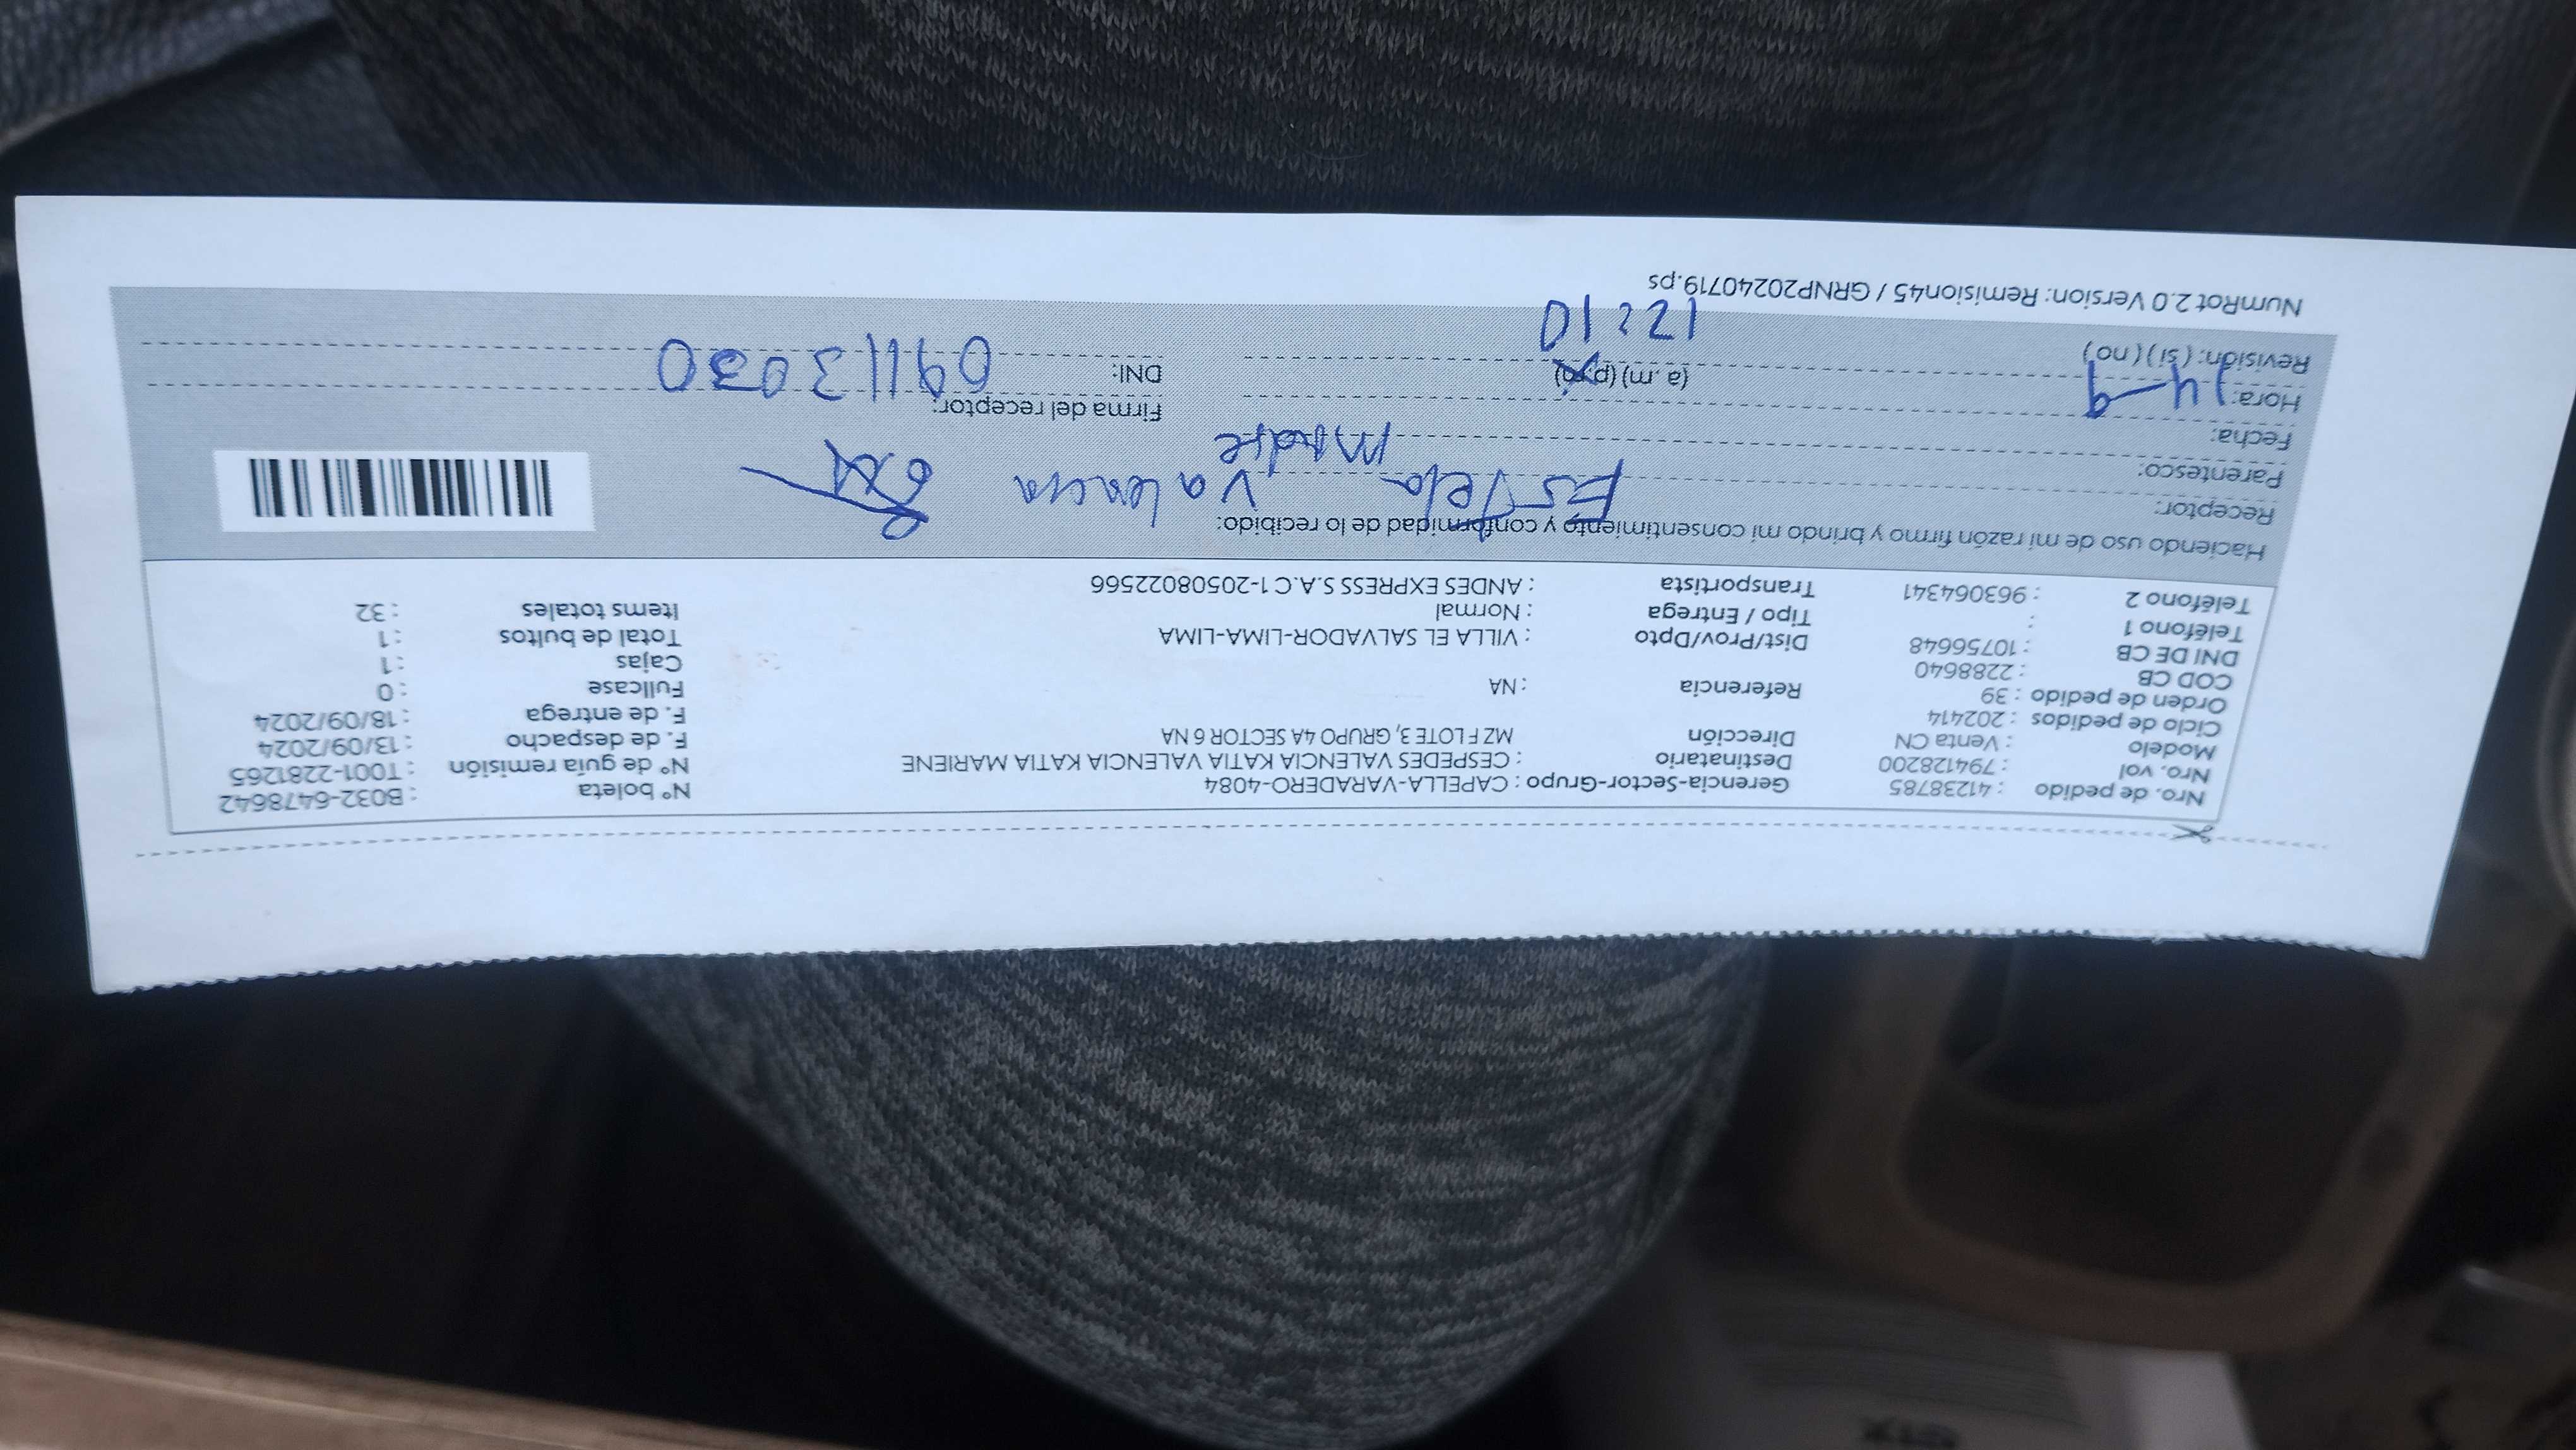 Nro. de pedido : 41238785 Gerencia-Sector-Grupo : CAPELLA-VARADERO-4084 N° boleta : B032-6478642
Nro. vol : 794128200 Destinatario : CESPEDES VALENCIA KATIA VALENCIA KATIA MARIENE N° de guía remisión : T001-2281265
Modelo : Venta CN Dirección MZ F LOTE 3, GRUPO 4A SECTOR 6 NA F. de despacho : 13/09/2024
Ciclo de pedidos : 202414 F. de entrega : 18/09/2024
Orden de pedido : 39 Referencia : NA Fullcase : 0
COD CB : 2288640 Cajas : 1
DNI DE CB : 10756648 Dist/Prov/Dpto : VILLA EL SALVADOR-LIMA-LIMA Total de bultos : 1
Teléfono 1 : Tipo / Entrega : Normal Items totales : 32
Teléfono 2 : 963064341 Transportista : ANDES EXPRESS S.A.C 1-20508022566
Haciendo uso de mi razón firmo y brindo mi consentimiento y conformidad de lo recibido:
Receptor: Estela Valencia
Parentesco: Madre
Fecha: 14-9 Firma del receptor:
Hora: (a. m) (p.m) 12:10 DNI: 09113030
Revisión: ( si ) ( no )
NumRot 2.0 Version: Remision45 / GRNP20240719.ps